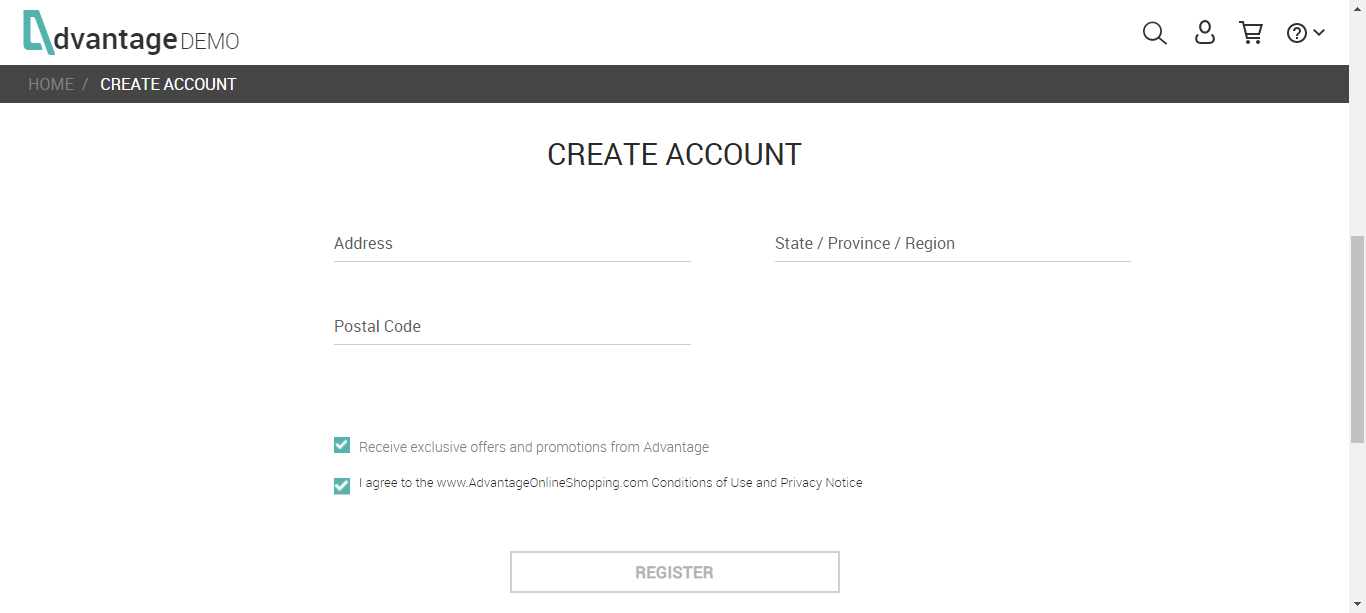 dvantage DEMO
HOME / CREATE ACCOUNT
CREATE ACCOUNT
Address
State / Province / Region
Postal Code
Receive exclusive offers and promotions from Advantage
I agree to the www.AdvantageOnlineShopping.com Conditions of Use and Privacy Notice
REGISTER